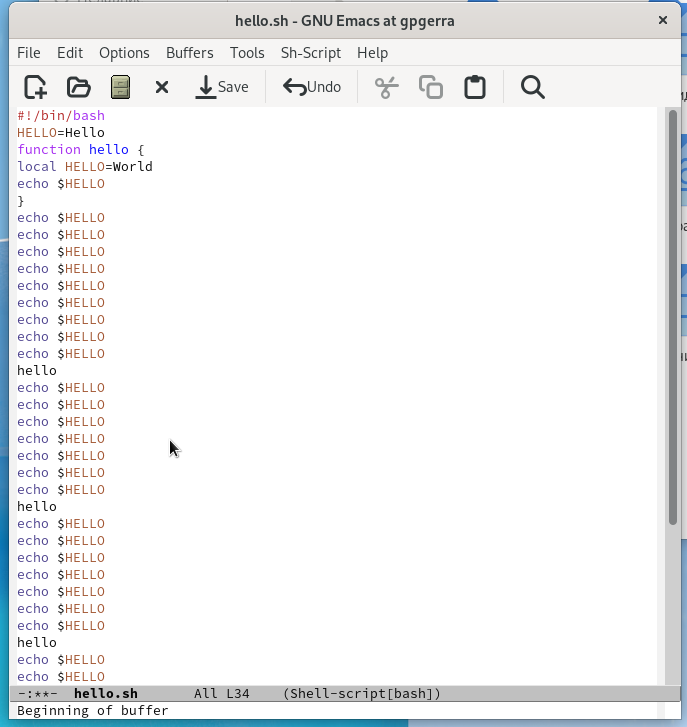 hello.sh - GNU Emacs at gpgerra
File Edit Options Buffers Tools Sh-Script Help
Save Undo
#!/bin/bash
HELLO=Hello
function hello {
local HELLO=World
echo $HELLO
}
echo $HELLO
echo $HELLO
echo $HELLO
echo $HELLO
echo $HELLO
echo $HELLO
echo $HELLO
echo $HELLO
echo $HELLO
hello
echo $HELLO
echo $HELLO
echo $HELLO
echo $HELLO
echo $HELLO
echo $HELLO
echo $HELLO
hello
echo $HELLO
echo $HELLO
echo $HELLO
echo $HELLO
echo $HELLO
echo $HELLO
echo $HELLO
hello
echo $HELLO
echo $HELLO
-:**- hello.sh All L34 (Shell-script[bash])
Beginning of buffer